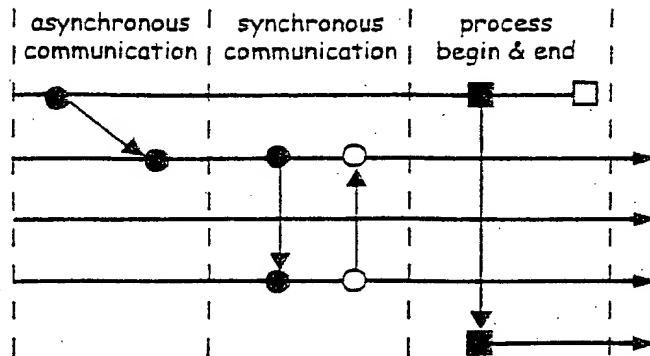 asynchronous
communication
synchronous
communication
process
begin & end